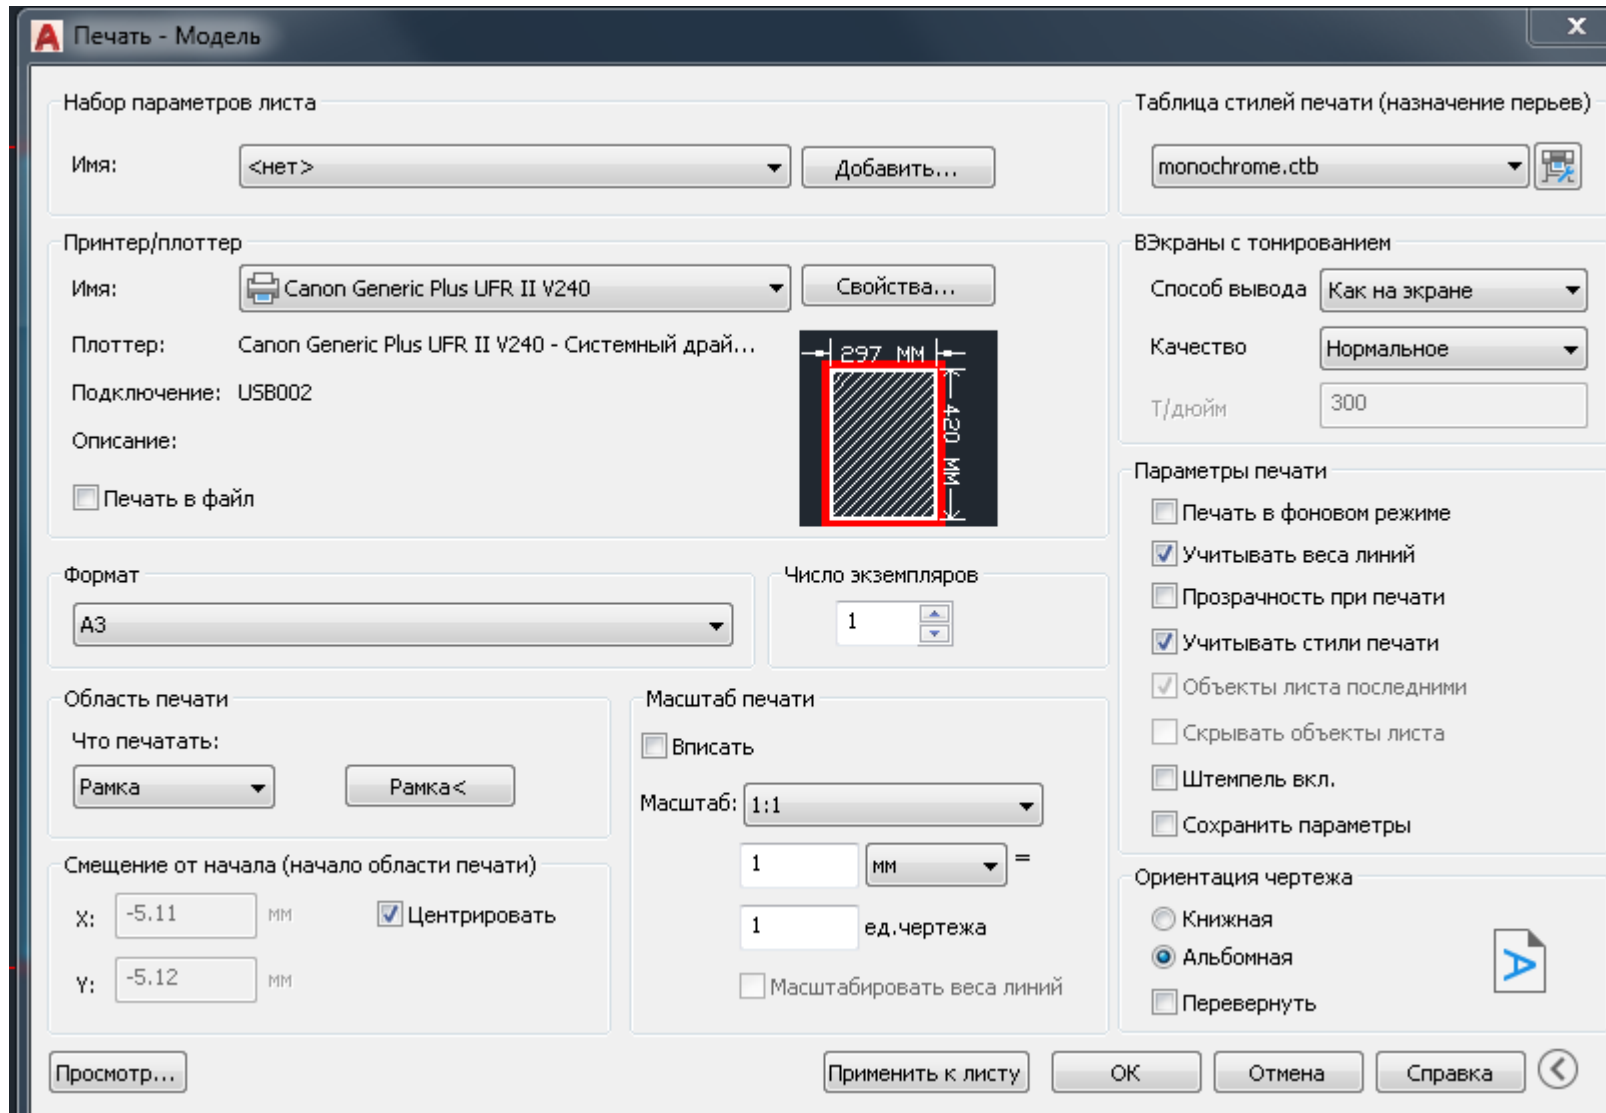 Печать - Модель
Набор параметров листа
Имя:
<нет>
Добавить...
Таблица стилей печати (назначение перьев)
monochrome.ctb
Принтер/плоттер
Имя:
Canon Generic Plus UFR II V240
Свойства...
Плоттер:
Canon Generic Plus UFR II V240 - Системный драй...
Подключение:
USB002
Описание:
Печать в файл
297 MM
420 MM
ВЭкраны с тонированием
Способ вывода
Как на экране
Качество
Нормальное
Т/дюйм
300
Формат
A3
Число экземпляров
1
Параметры печати
Печать в фоновом режиме
Учитывать веса линий
Прозрачность при печати
Учитывать стили печати
Объекты листа последними
Скрывать объекты листа
Штемпель вкл.
Сохранить параметры
Область печати
Что печатать:
Рамка
Рамка<
Масштаб печати
Вписать
Масштаб:
1:1
1
мм
=
1
ед.чертежа
Масштабировать веса линий
Смещение от начала (начало области печати)
X:
-5.11
мм
Центрировать
Y:
-5.12
мм
Ориентация чертежа
Книжная
Альбомная
Перевернуть
A
Просмотр...
Применить к листу
ОК
Отмена
Справка